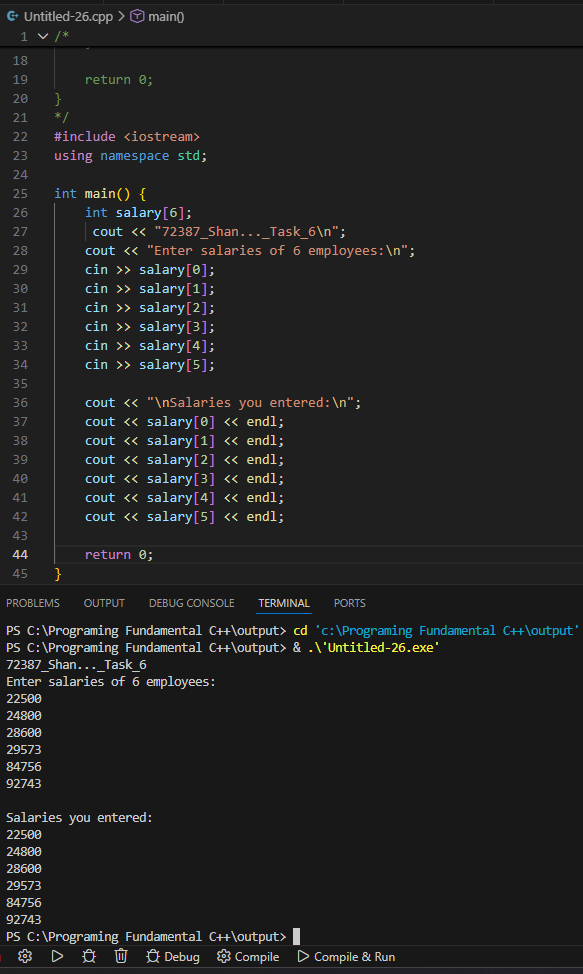 Untitled-26.cpp > main()
1 /*
18
19 return 0;
20 }
21 */
22 #include <iostream>
23 using namespace std;
24
25 int main() {
26 int salary[6];
27 cout << "72387_Shan..._Task_6\n";
28 cout << "Enter salaries of 6 employees:\n";
29 cin >> salary[0];
30 cin >> salary[1];
31 cin >> salary[2];
32 cin >> salary[3];
33 cin >> salary[4];
34 cin >> salary[5];
35
36 cout << "\nSalaries you entered:\n";
37 cout << salary[0] << endl;
38 cout << salary[1] << endl;
39 cout << salary[2] << endl;
40 cout << salary[3] << endl;
41 cout << salary[4] << endl;
42 cout << salary[5] << endl;
43
44 return 0;
45 }
PROBLEMS OUTPUT DEBUG CONSOLE TERMINAL PORTS
PS C:\Programing Fundamental C++\output> cd 'c:\Programing Fundamental C++\output'
PS C:\Programing Fundamental C++\output> & .\'Untitled-26.exe'
72387_Shan..._Task_6
Enter salaries of 6 employees:
22500
24800
28600
29573
84756
92743
Salaries you entered:
22500
24800
28600
29573
84756
92743
PS C:\Programing Fundamental C++\output>
Debug Compile Compile & Run